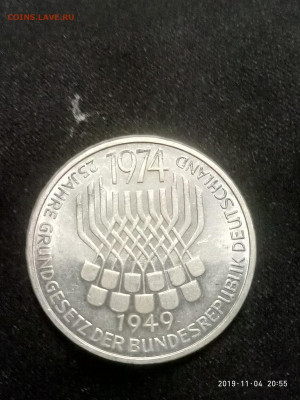 COINS.LAVE.RU
1974
25 JAHRE GRUNDGESETZ DER BUNDESREPUBLIK DEUTSCHLAND
1949
2019-11-04 20:55